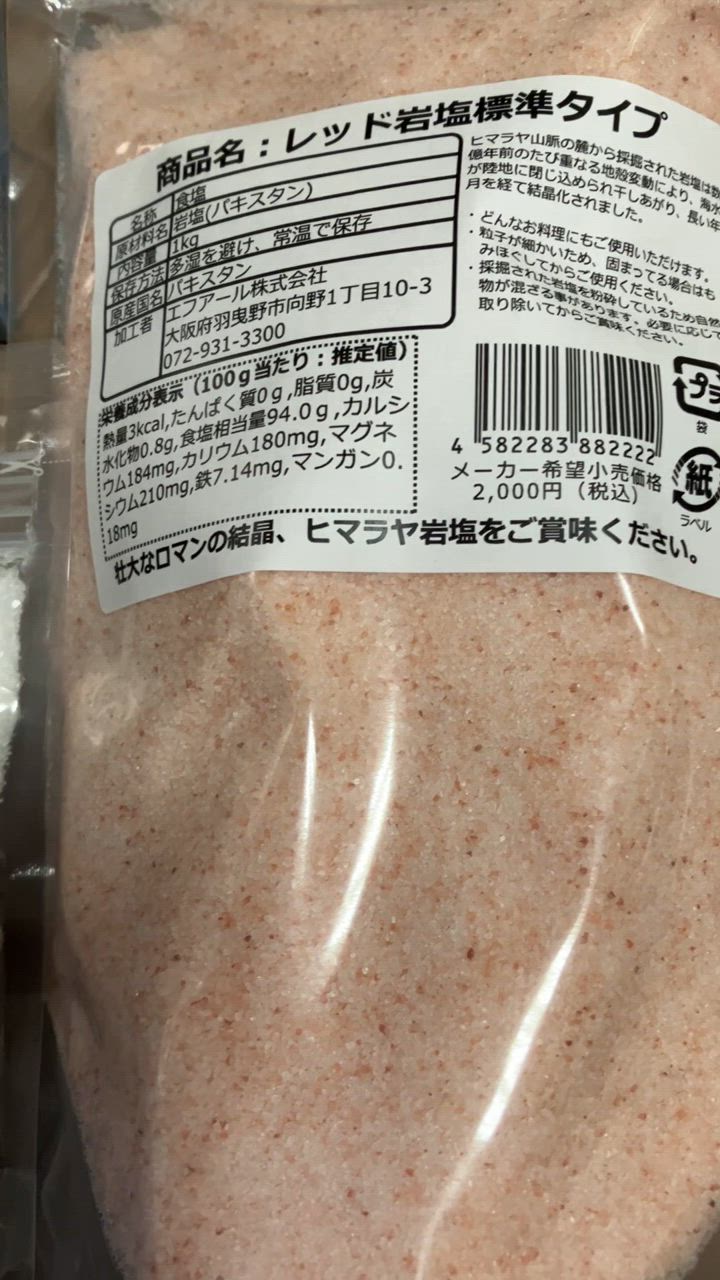 商品名：レッド岩塩標準タイプ
名称 食塩
原材料名 岩塩(パキスタン)
内容量 1kg
保存方法 多湿を避け、常温で保存
原産国名 パキスタン
加工者 エフアール株式会社
大阪府羽曳野市向野1丁目10-3
072-931-3300
栄養成分表示（100g当たり：推定値）
熱量3kcal,たんぱく質0g,脂質0g,炭
水化物0.8g,食塩相当量94.0g,カルシ
ウム184mg,カリウム180mg,マグネ
シウム210mg,鉄7.14mg,マンガン0.
18mg
ヒマラヤ山脈の麓から採掘された岩塩は数
億年前のたび重なる地殻変動により、海水
が陸地に閉じ込められ干しあがり、長い年
月を経て結晶化されました。
・どんなお料理にもご使用いただけます。
・粒子が細かいため、固まってる場合はも
みほぐしてからご使用ください。
・採掘された岩塩を粉砕しているため自然
物が混ざる事があります。必要に応じて
取り除いてからご賞味ください。
4 582283 882222
メーカー希望小売価格
2,000円（税込）
プラ
袋
紙
ラベル
壮大なロマンの結晶、ヒマラヤ岩塩をご賞味ください。